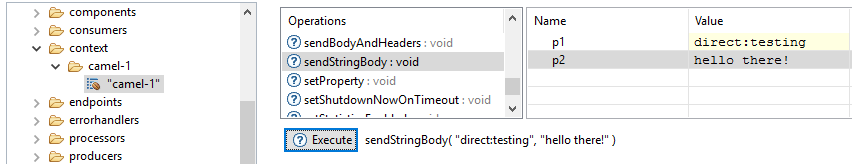 components
consumers
context
camel-1
"camel-1"
endpoints
errorhandlers
processors
producers
Operations
sendBodyAndHeaders : void
sendStringBody : void
setProperty : void
setShutdownNowOnTimeout : void
Name Value
p1 direct:testing
p2 hello there!
Execute sendStringBody( "direct:testing", "hello there!" )